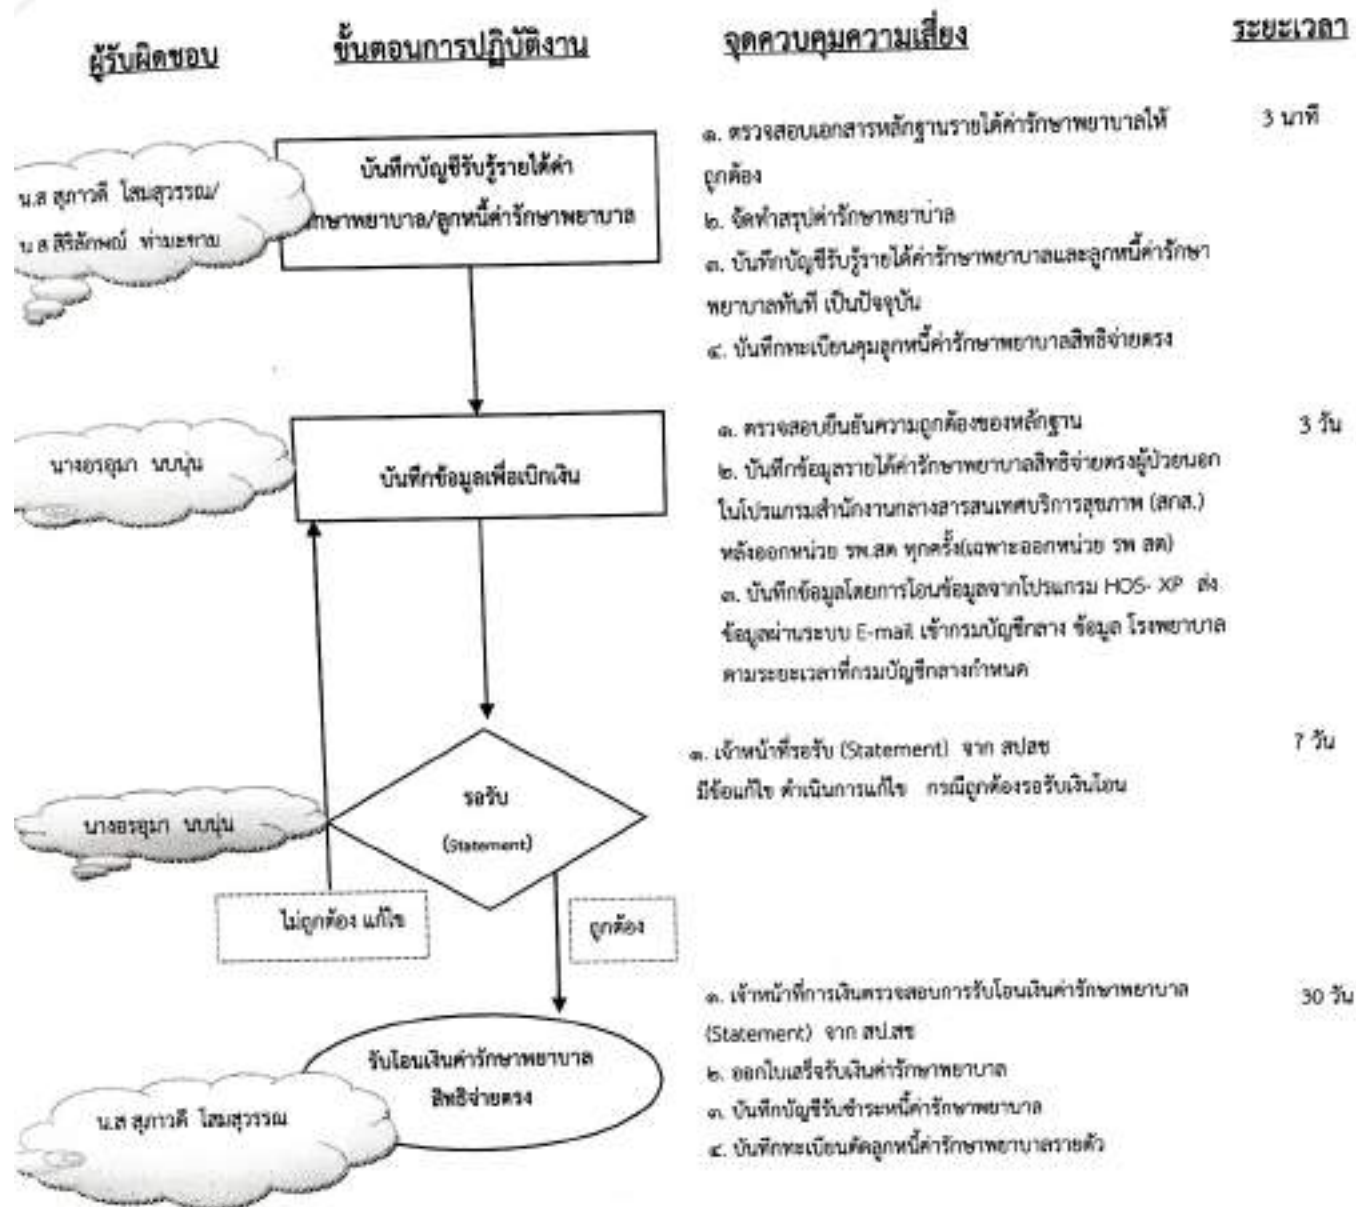 ผู้รับผิดชอบ
ขั้นตอนการปฏิบัติงาน
จุดควบคุมความเสี่ยง
ระยะเวลา
น.ส สุภาวดี โสมสุวรรณ/
น.ส สิริลักษณ์
บันทึกบัญชีรับรู้รายได้ค่า
กษาพยาบาล/ลูกหนี้ค่ารักษาพยาบาล
๑. ตรวจสอบเอกสารหลักฐานรายได้ค่ารักษาพยาบาลให้
ถูกต้อง
๒. จัดทำสรุปค่ารักษาพยาบาล
๓. บันทึกบัญชีรับรู้รายได้ค่ารักษาพยาบาลและลูกหนี้ค่ารักษา
พยาบาลทันที เป็นปัจจุบัน
๔. บันทึกทะเบียนคุมลูกหนี้ค่ารักษาพยาบาลสิทธิจ่ายตรง
3 นาที
นางอรอุมา นบนุ่น
บันทึกข้อมูลเพื่อเบิกเงิน
๑. ตรวจสอบยืนยันความถูกต้องของหลักฐาน
๒. บันทึกข้อมูลรายได้ค่ารักษาพยาบาลสิทธิจ่ายตรงผู้ป่วยนอก
ในโปรแกรมสำนักงานกลางสารสนเทศบริการสุขภาพ (สกส.)
หลังออกหน่วย รพ.สต ทุกครั้ง(เฉพาะออกหน่วย รพ สต)
๓. บันทึกข้อมูลโดยการโอนข้อมูลจากโปรแกรม HOS- XP ส่ง
ข้อมูลผ่านระบบ E-mail เข้ากรมบัญชีกลาง ข้อมูล โรงพยาบาล
ตามระยะเวลาที่กรมบัญชีกลางกำหนด
3 วัน
นางอรอุมา นบนุ่น
รอรับ
(Statement)
๑. เจ้าหน้าที่รอรับ (Statement) จาก สปสช
มีข้อแก้ไข ดำเนินการแก้ไข กรณีถูกต้องรอรับเงินโอน
7 วัน
ไม่ถูกต้อง แก้ไข
ถูกต้อง
น.ส สุภาวดี โสมสุวรรณ
รับโอนเงินค่ารักษาพยาบาล
สิทธิจ่ายตรง
๑. เจ้าหน้าที่การเงินตรวจสอบการรับโอนเงินค่ารักษาพยาบาล
(Statement) จาก สป.สช
๒. ออกใบเสร็จรับเงินค่ารักษาพยาบาล
๓. บันทึกบัญชีรับชำระหนี้ค่ารักษาพยาบาล
๔. บันทึกทะเบียนตัดลูกหนี้ค่ารักษาพยาบาลรายตัว
30 วัน